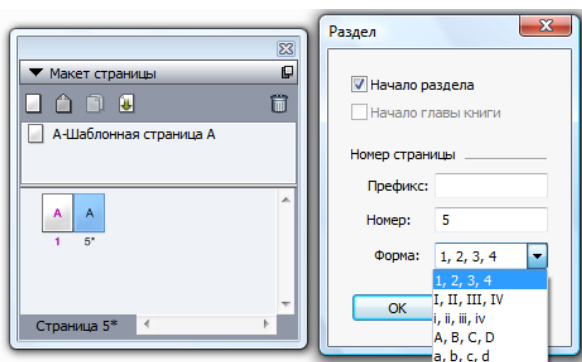 Макет страницы
А-Шаблонная страница А
A
A
1
5*
Страница 5*
Раздел
Начало раздела
Начало главы книги
Номер страницы
Префикс:
Номер: 5
Форма: 1, 2, 3, 4
1, 2, 3, 4
I, II, III, IV
i, ii, iii, iv
A, B, C, D
a, b, c, d
OK